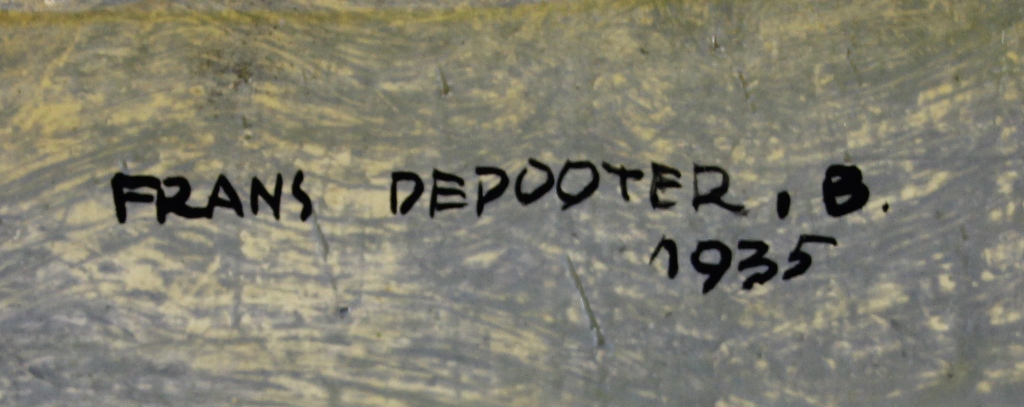 FRANS DEPOOTER, B.
1935